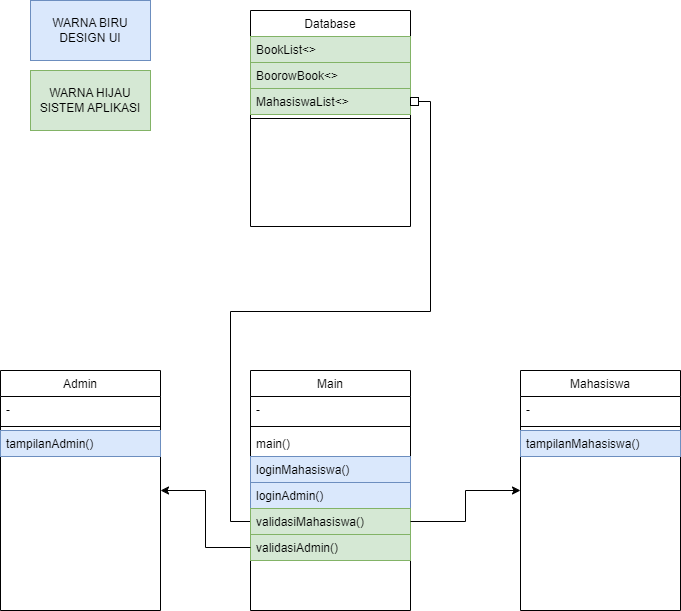 WARNA BIRU
DESIGN UI
WARNA HIJAU
SISTEM APLIKASI
Database
BookList<>
BoorowBook<>
MahasiswaList<>
Admin
-
tampilanAdmin()
Main
-
main()
loginMahasiswa()
loginAdmin()
validasiMahasiswa()
validasiAdmin()
Mahasiswa
-
tampilanMahasiswa()